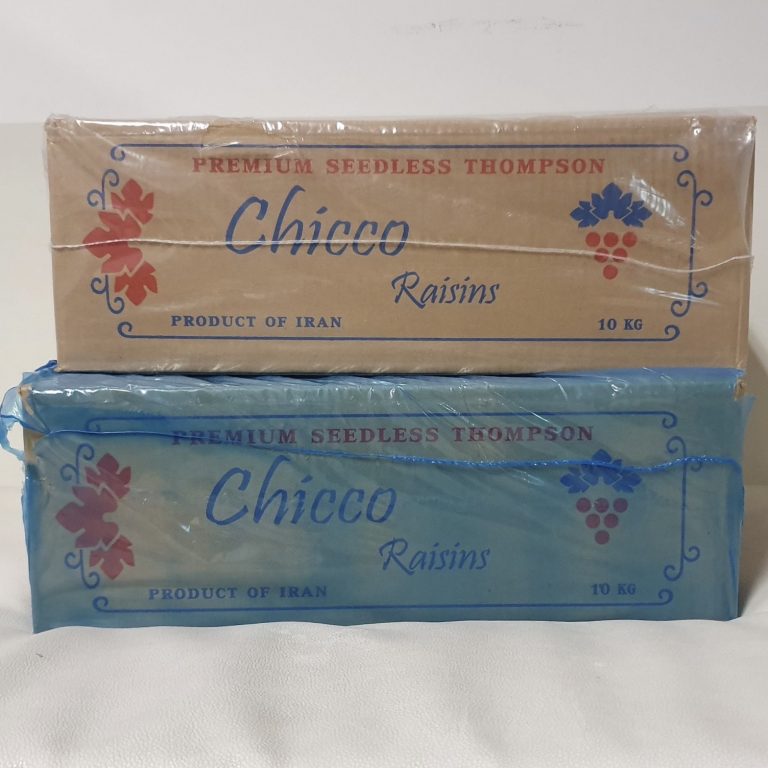 PREMIUM SEEDLESS THOMPSON
Chicco
Raisins
PRODUCT OF IRAN 10 KG
PREMIUM SEEDLESS THOMPSON
Chicco
Raisins
PRODUCT OF IRAN 10 KG